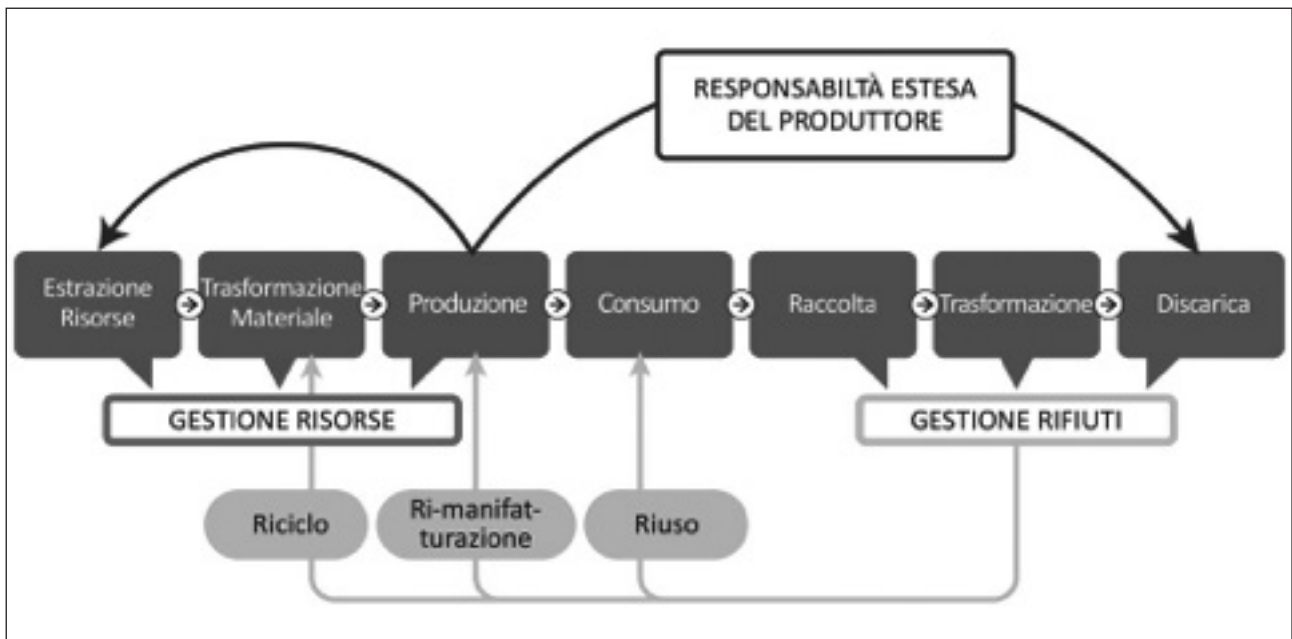 RESPONSABILTÀ ESTESA
DEL PRODUTTORE
Estrazione
Risorse
Trasformazione
Materiale
Produzione
Consumo
Raccolta
Trasformazione
Discarica
GESTIONE RISORSE
GESTIONE RIFIUTI
Riciclo
Ri-manifat-
turazione
Riuso